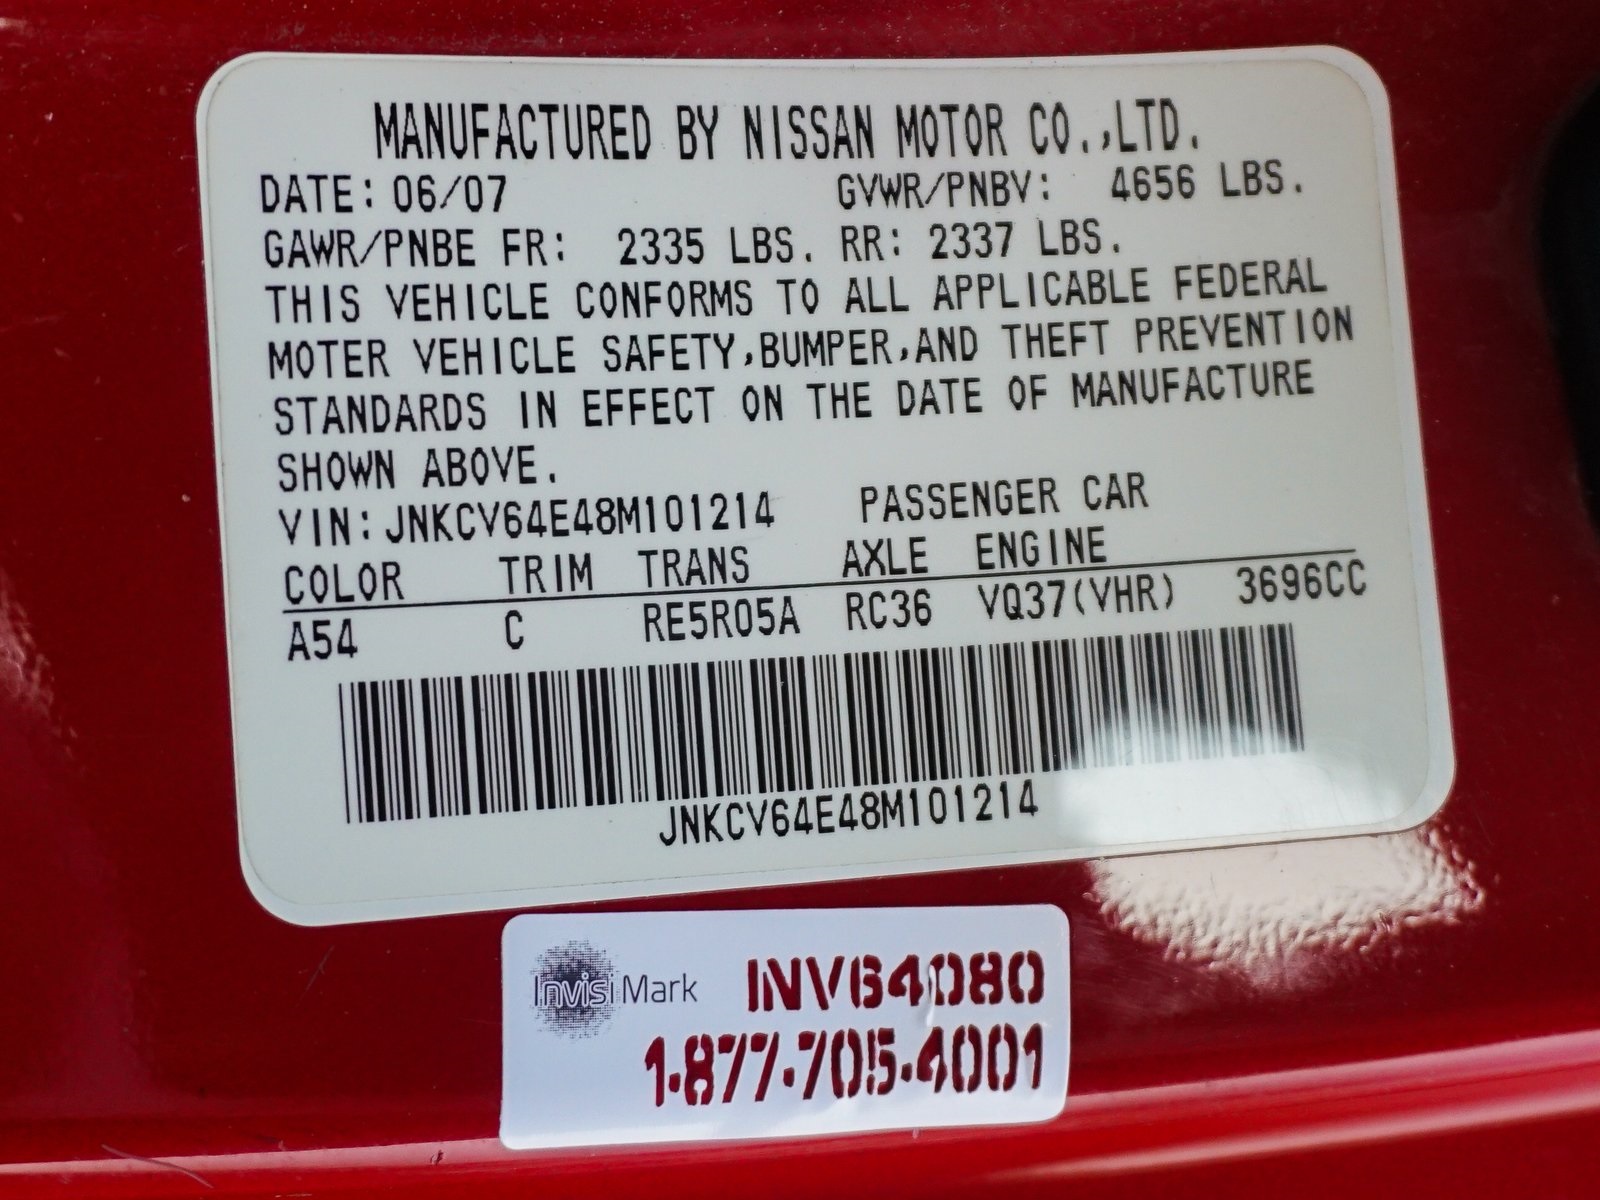 MANUFACTURED BY NISSAN MOTOR CO.,LTD.
DATE: 06/07 GVWR/PNBV: 4656 LBS.
GAWR/PNBE FR: 2335 LBS. RR: 2337 LBS.
THIS VEHICLE CONFORMS TO ALL APPLICABLE FEDERAL
MOTER VEHICLE SAFETY,BUMPER,AND THEFT PREVENTION
STANDARDS IN EFFECT ON THE DATE OF MANUFACTURE
SHOWN ABOVE.
VIN: JNKCV64E48M101214 PASSENGER CAR
COLOR TRIM TRANS AXLE ENGINE
A54 C RE5R05A RC36 VQ37(VHR) 3696CC
JNKCV64E48M101214
InvisiMark INV64080
1-877-705-4001